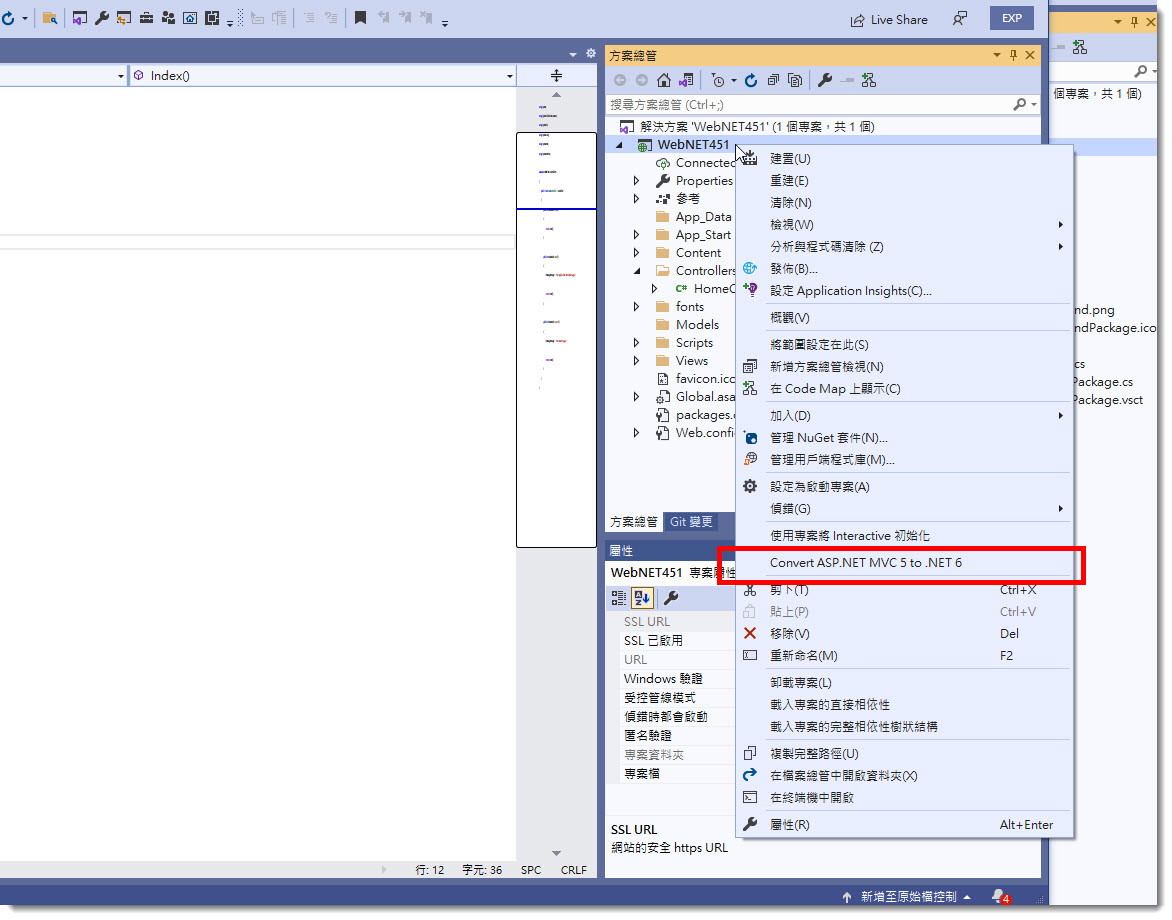 Live Share
EXP
Index()
方案總管
搜尋方案總管 (Ctrl+;)
解決方案 'WebNET451' (1 個專案，共 1 個)
WebNET451
Connected
Properties
參考
App_Data
App_Start
Content
Controllers
HomeC
fonts
Models
Scripts
Views
favicon.ico
Global.asa
packages.c
Web.confi
方案總管
Git 變更
屬性
WebNET451 專案屬性
SSL URL
SSL 已啟用
URL
Windows 驗證
受控管線模式
偵錯時都會啟動
匿名驗證
專案資料夾
專案檔
SSL URL
網站的安全 https URL
建置(U)
重建(E)
清除(N)
檢視(W)
分析與程式碼清除 (Z)
發佈(B)...
設定 Application Insights(C)...
概觀(V)
將範圍設定在此(S)
新增方案總管檢視(N)
在 Code Map 上顯示(C)
加入(D)
管理 NuGet 套件(N)...
管理用戶端程式庫(M)...
設定為啟動專案(A)
偵錯(G)
使用專案將 Interactive 初始化
Convert ASP.NET MVC 5 to .NET 6
剪下(T) Ctrl+X
貼上(P) Ctrl+V
移除(V) Del
重新命名(M) F2
卸載專案(L)
載入專案的直接相依性
載入專案的完整相依性樹狀結構
複製完整路徑(U)
在檔案總管中開啟資料夾(X)
在終端機中開啟
屬性(R) Alt+Enter
個專案，共 1 個)
nd.png
ndPackage.ico
cs
Package.cs
Package.vsct
行: 12 字元: 36 SPC CRLF
新增至原始檔控制
4